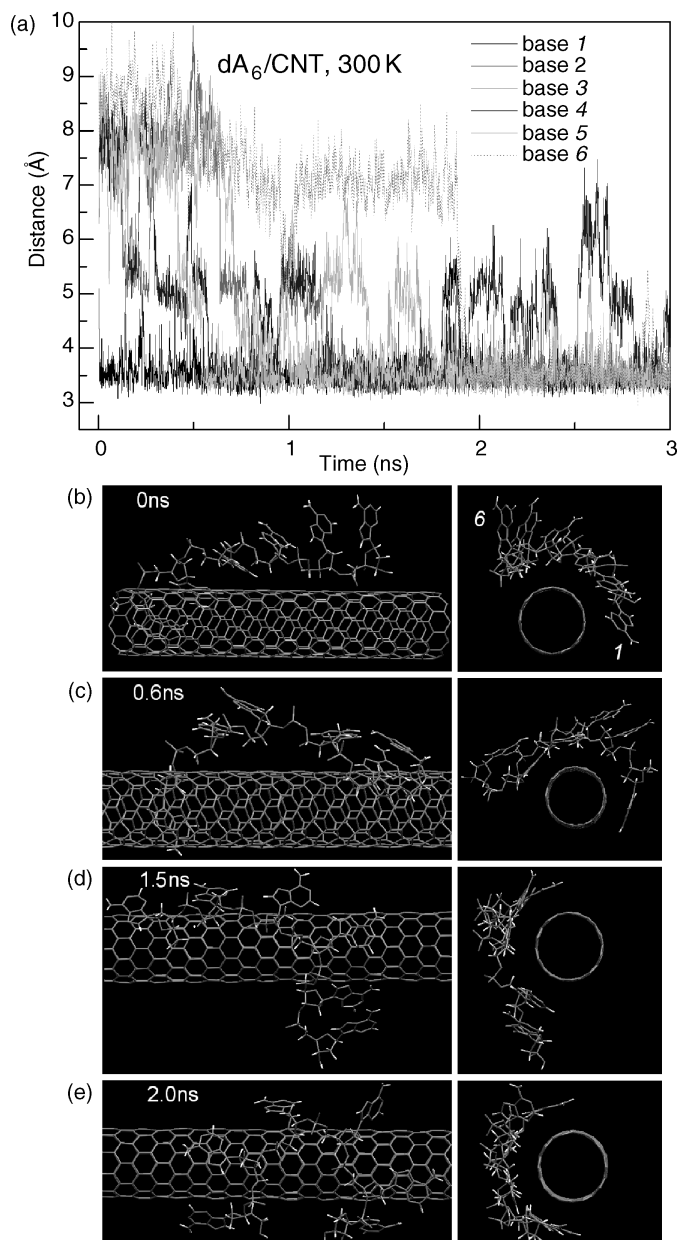 (a)
dA6/CNT, 300 K
base 1
base 2
base 3
base 4
base 5
base 6
Distance (Å)
10
9
8
7
6
5
4
3
0
1
2
3
Time (ns)
(b)
0ns
6
1
(c)
0.6ns
(d)
1.5ns
(e)
2.0ns